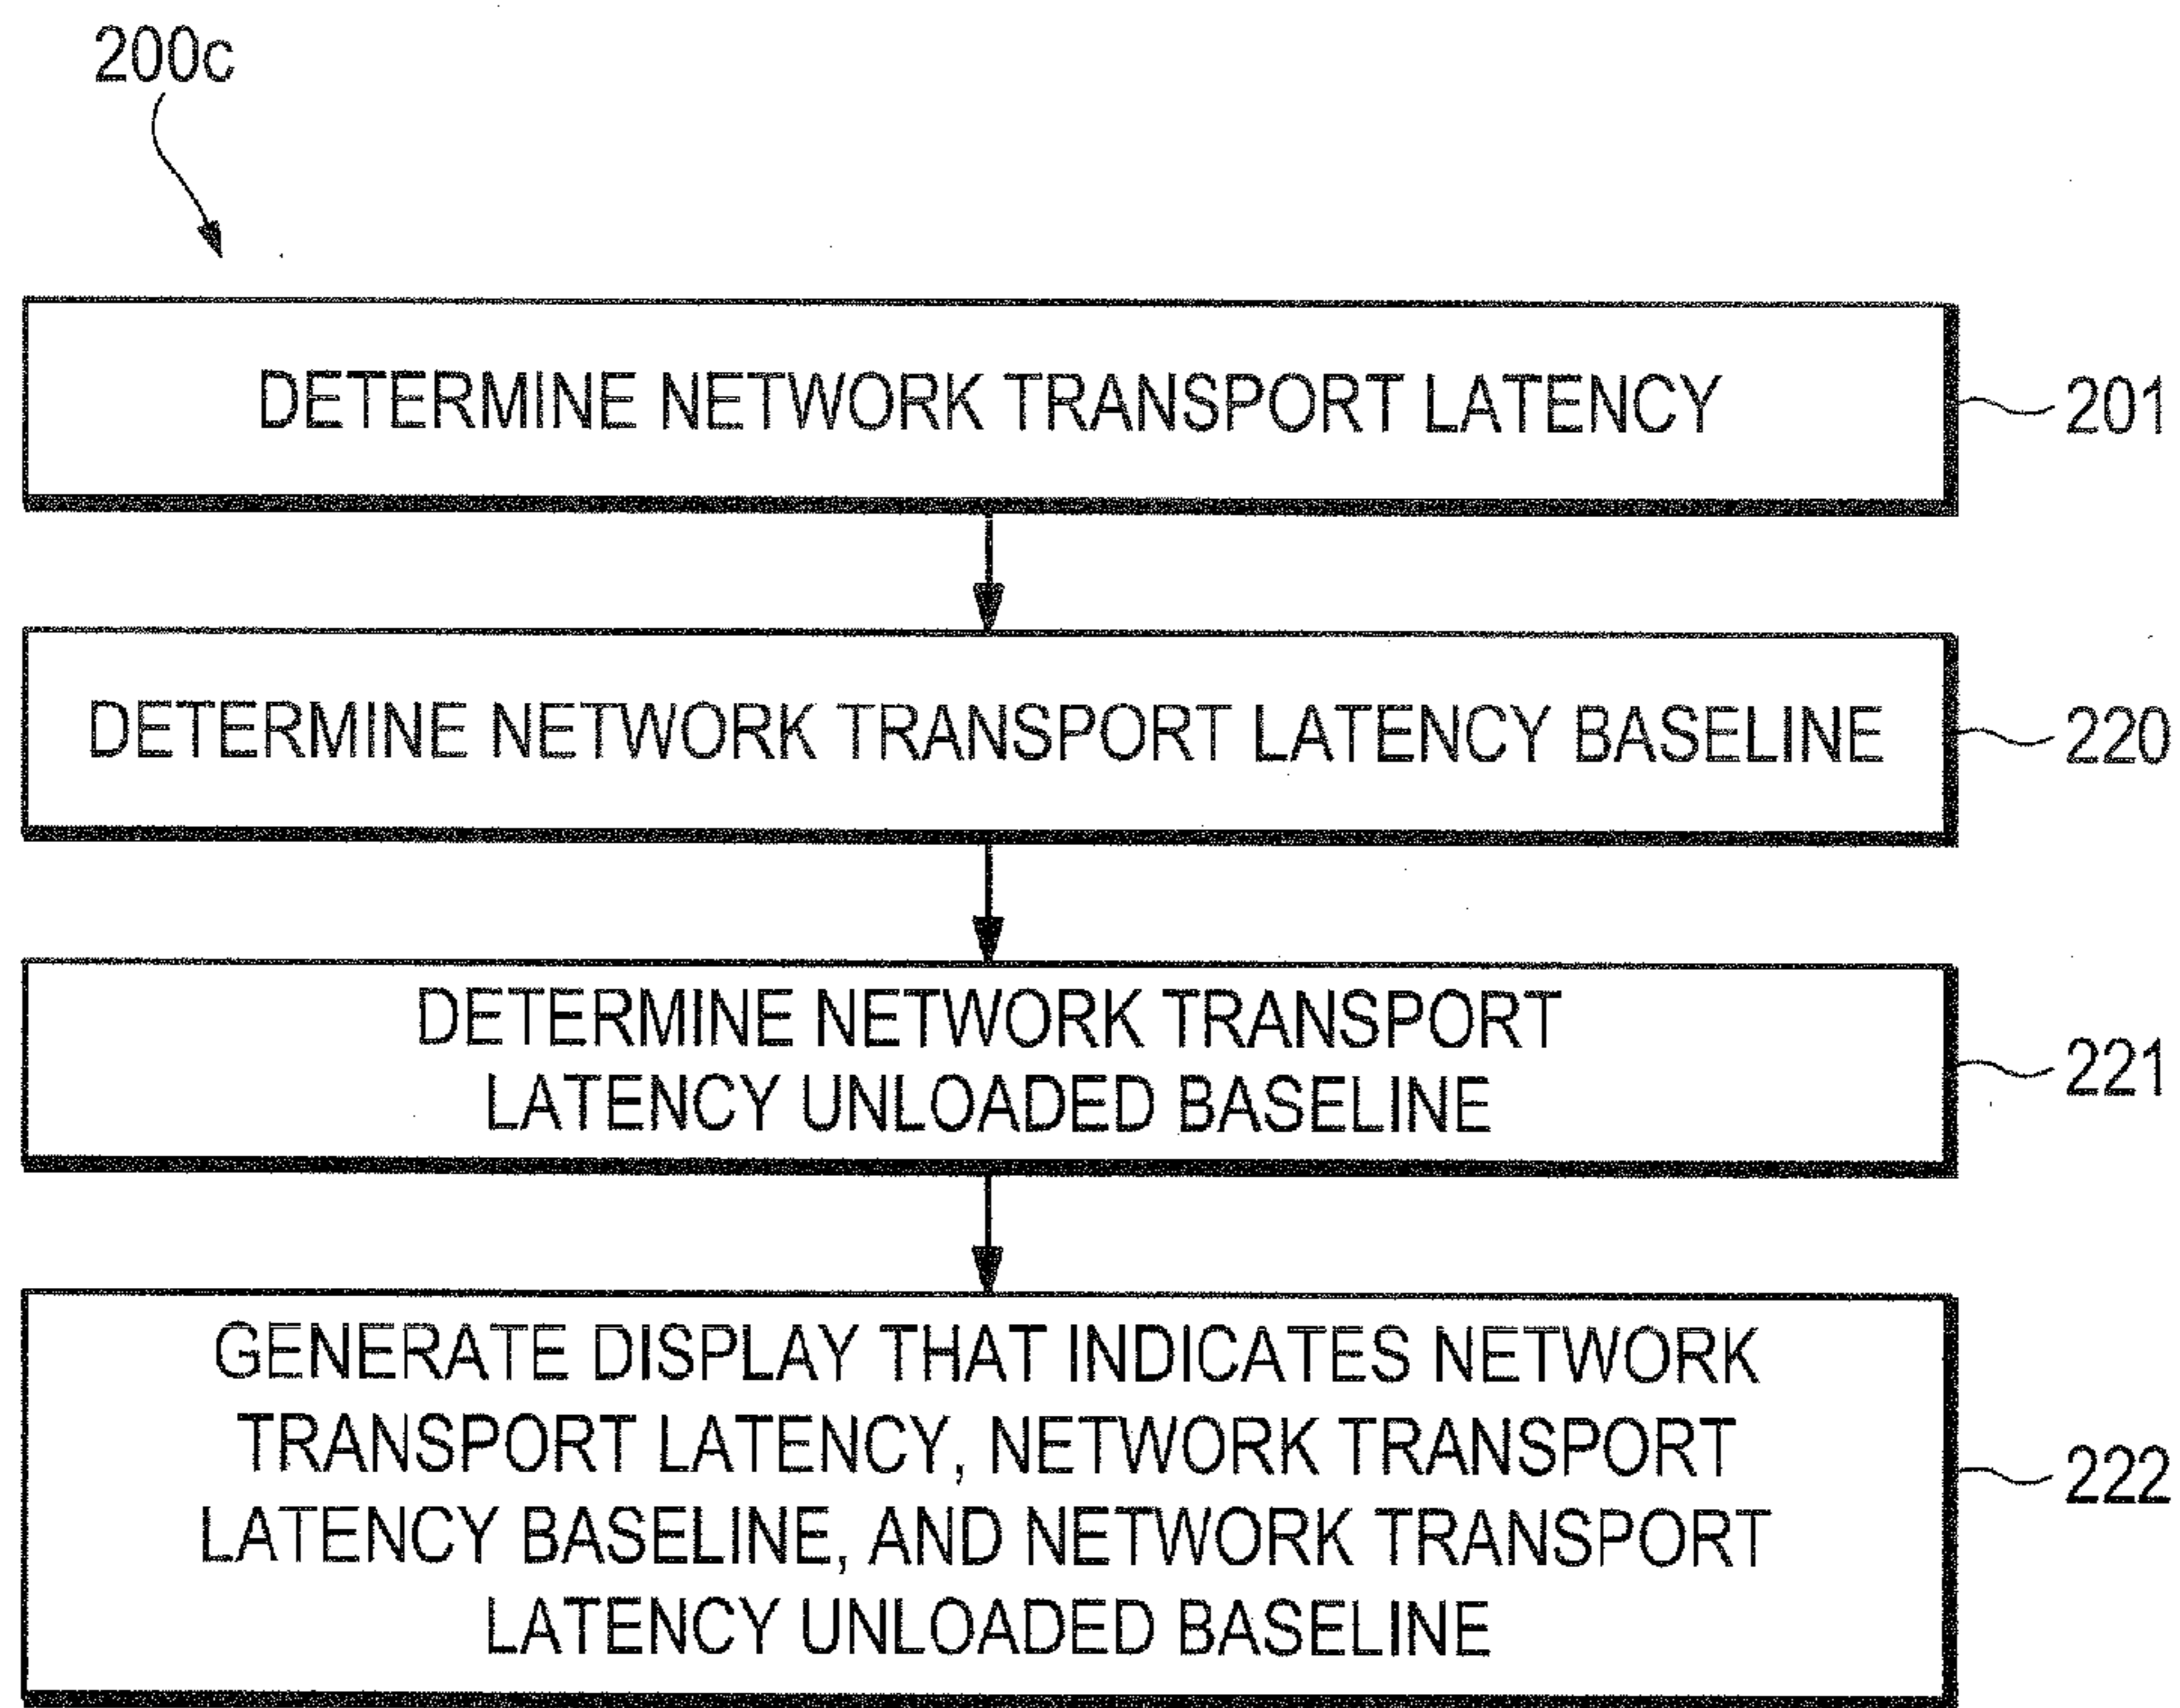 200c
DETERMINE NETWORK TRANSPORT LATENCY
201
DETERMINE NETWORK TRANSPORT LATENCY BASELINE
220
DETERMINE NETWORK TRANSPORT
LATENCY UNLOADED BASELINE
221
GENERATE DISPLAY THAT INDICATES NETWORK
TRANSPORT LATENCY, NETWORK TRANSPORT
LATENCY BASELINE, AND NETWORK TRANSPORT
LATENCY UNLOADED BASELINE
222